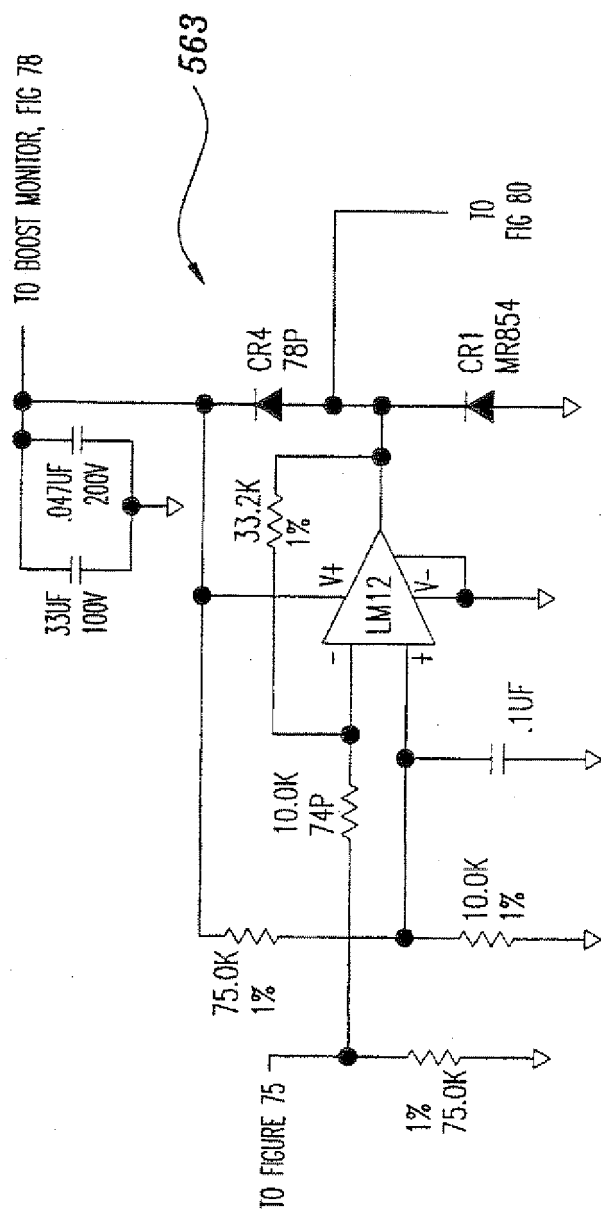 TO BOOST MONITOR, FIG 78
563
33UF
100V
.047UF
200V
CR4
78P
TO
FIG 80
CR1
MR854
33.2K
1%
V+
LM12
V-
-
+
.1UF
10.0K
74P
75.0K
1%
10.0K
1%
TO FIGURE 75
1%
75.0K